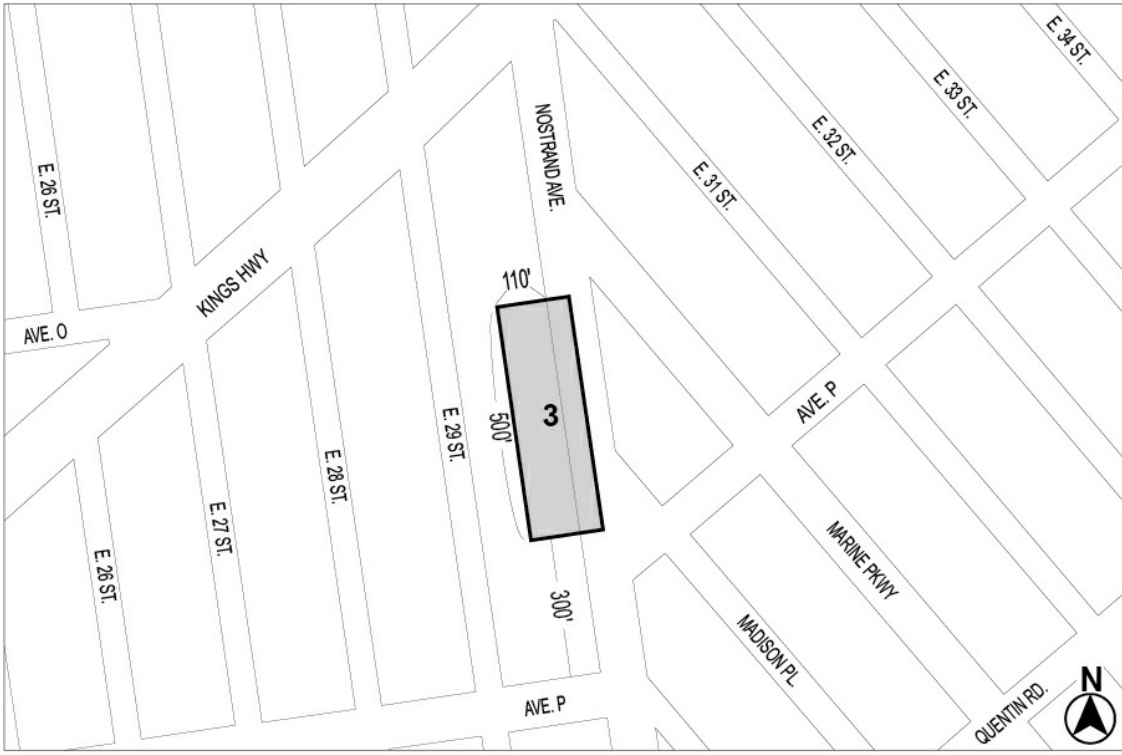 E. 34 ST.
E. 33 ST.
E. 32 ST.
NOSTRAND AVE.
E. 31 ST.
E. 26 ST.
KINGS HWY
110'
AVE. O
AVE. P
3
500'
E. 29 ST.
E. 28 ST.
E. 27 ST.
E. 26 ST.
MARINE PKWY
300'
MADISON PL.
N
QUENTIN RD.
AVE. P